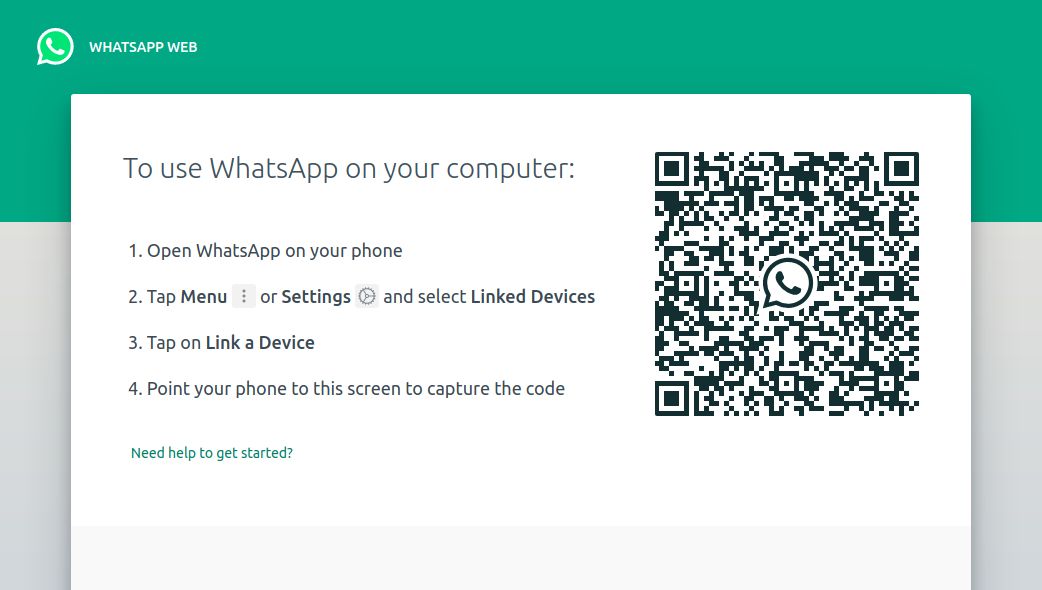 WHATSAPP WEB
To use WhatsApp on your computer:
1. Open WhatsApp on your phone
2. Tap Menu or Settings and select Linked Devices
3. Tap on Link a Device
4. Point your phone to this screen to capture the code
Need help to get started?